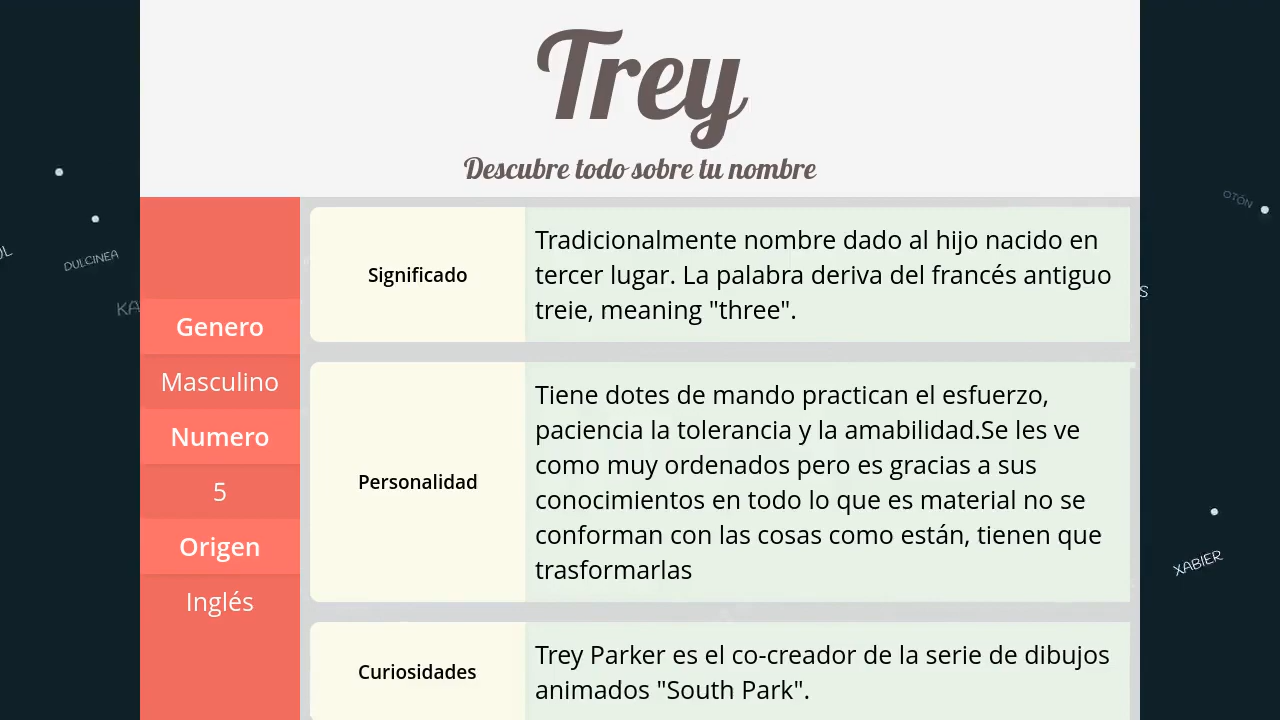 Trey
Descubre todo sobre tu nombre
Genero
Masculino
Numero
5
Origen
Inglés
Significado
Tradicionalmente nombre dado al hijo nacido en
tercer lugar. La palabra deriva del francés antiguo
treie, meaning "three".
Personalidad
Tiene dotes de mando practican el esfuerzo,
paciencia la tolerancia y la amabilidad.Se les ve
como muy ordenados pero es gracias a sus
conocimientos en todo lo que es material no se
conforman con las cosas como están, tienen que
trasformarlas
Curiosidades
Trey Parker es el co-creador de la serie de dibujos
animados "South Park".
DULCINEA
KA
OTÓN
XABIER